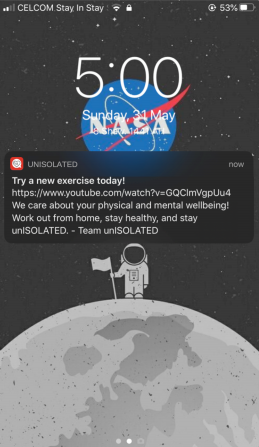 CELCOM Stay In Stay
53%
5:00
Sunday, 31 May
NASA
UNISOLATED
now
Try a new exercise today!
https://www.youtube.com/watch?v=GQClmVgpUu4
We care about your physical and mental wellbeing!
Work out from home, stay healthy, and stay
unISOLATED. - Team unISOLATED